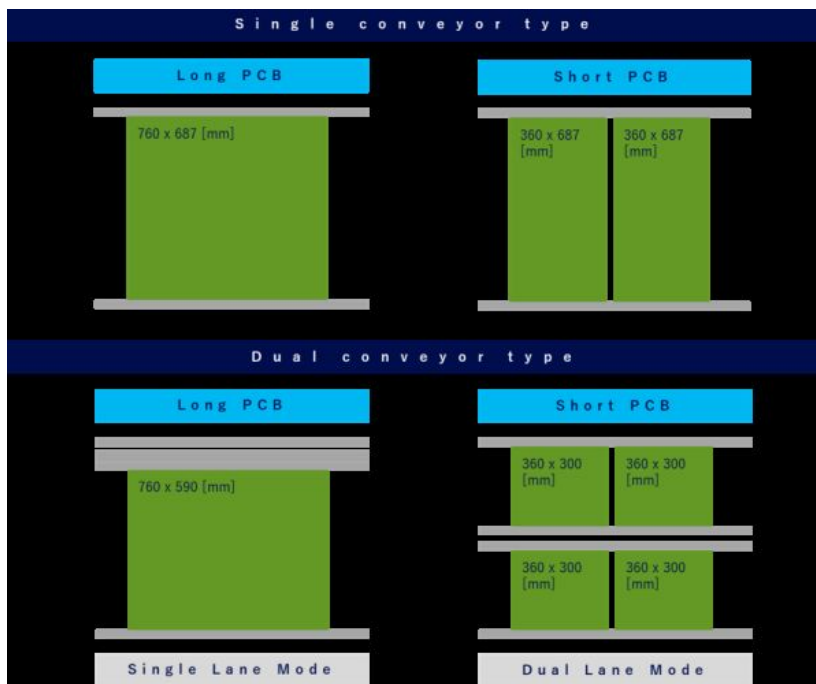 Single conveyor type
Long PCB
Short PCB
760 x 687 [mm]
360 x 687
[mm]
360 x 687
[mm]
Dual conveyor type
Long PCB
Short PCB
760 x 590 [mm]
360 x 300
[mm]
360 x 300
[mm]
360 x 300
[mm]
360 x 300
[mm]
Single Lane Mode
Dual Lane Mode